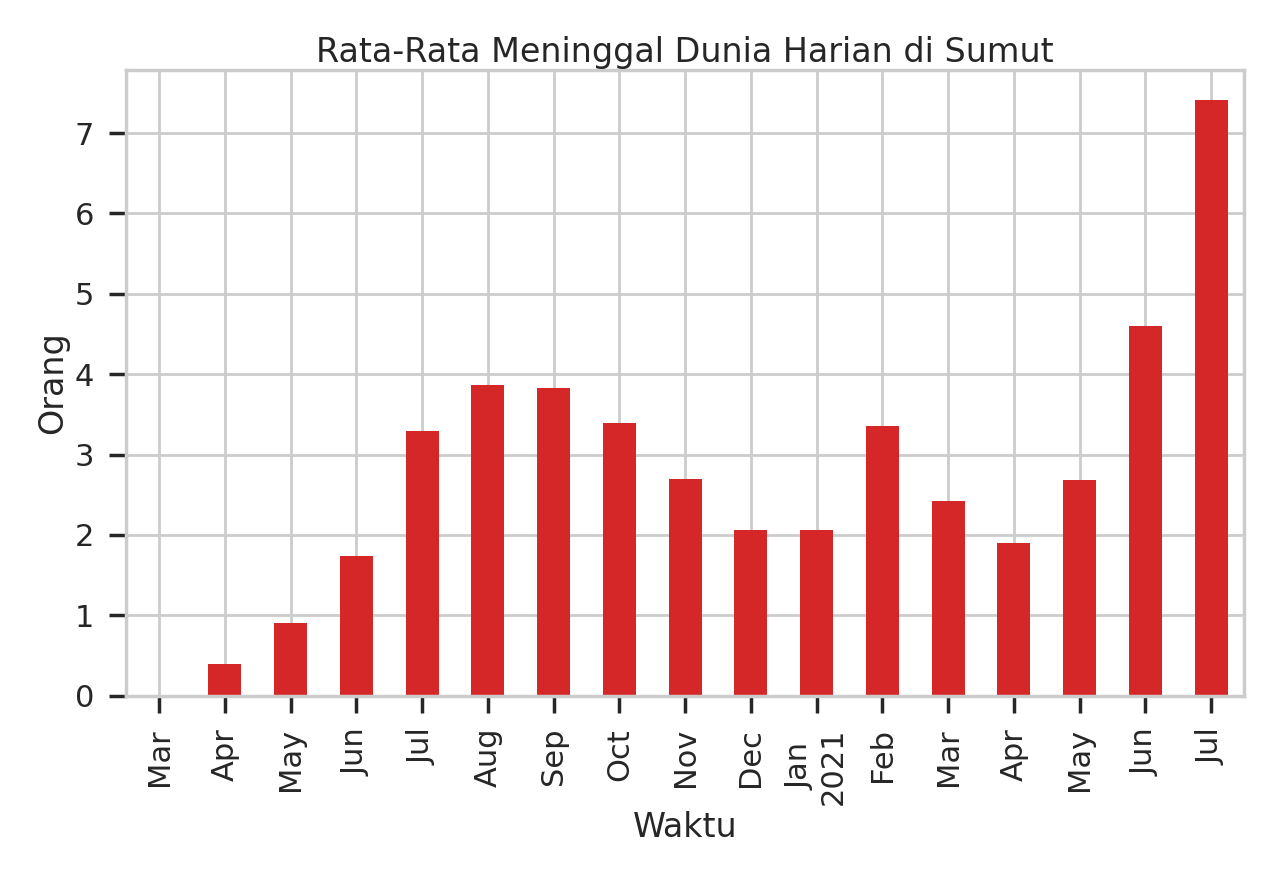 Rata-Rata Meninggal Dunia Harian di Sumut
7
6
5
4
3
2
1
0
Orang
Mar
Apr
May
Jun
Jul
Aug
Sep
Oct
Nov
Dec
Jan
2021
Feb
Mar
Apr
May
Jun
Jul
Waktu